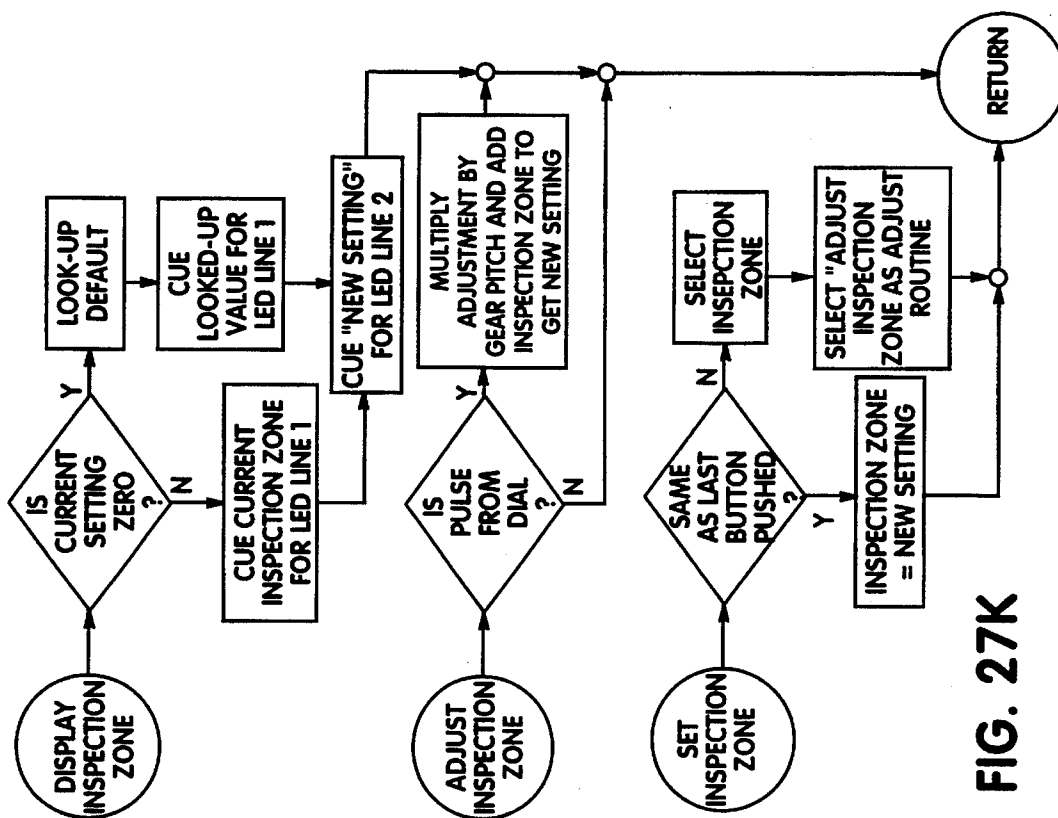 DISPLAY
INSPECTION
ZONE
IS
CURRENT
SETTING
ZERO
?
Y
N
LOOK-UP
DEFAULT
CUE
LOOKED-UP
VALUE FOR
LED LINE 1
CUE CURRENT
INSPECTION ZONE
FOR LED LINE 1
CUE "NEW SETTING"
FOR LED LINE 2
ADJUST
INSPECTION
ZONE
IS
PULSE
FROM
DIAL
?
Y
N
MULTIPLY
ADJUSTMENT BY
GEAR PITCH AND ADD
INSPECTION ZONE TO
GET NEW SETTING
SET
INSPECTION
ZONE
SAME
AS LAST
BUTTON
PUSHED
?
N
Y
SELECT
INSEPCTION
ZONE
SELECT "ADJUST
INSPECTION
ZONE AS ADJUST
ROUTINE
INSPECTION ZONE
= NEW SETTING
RETURN
FIG. 27K